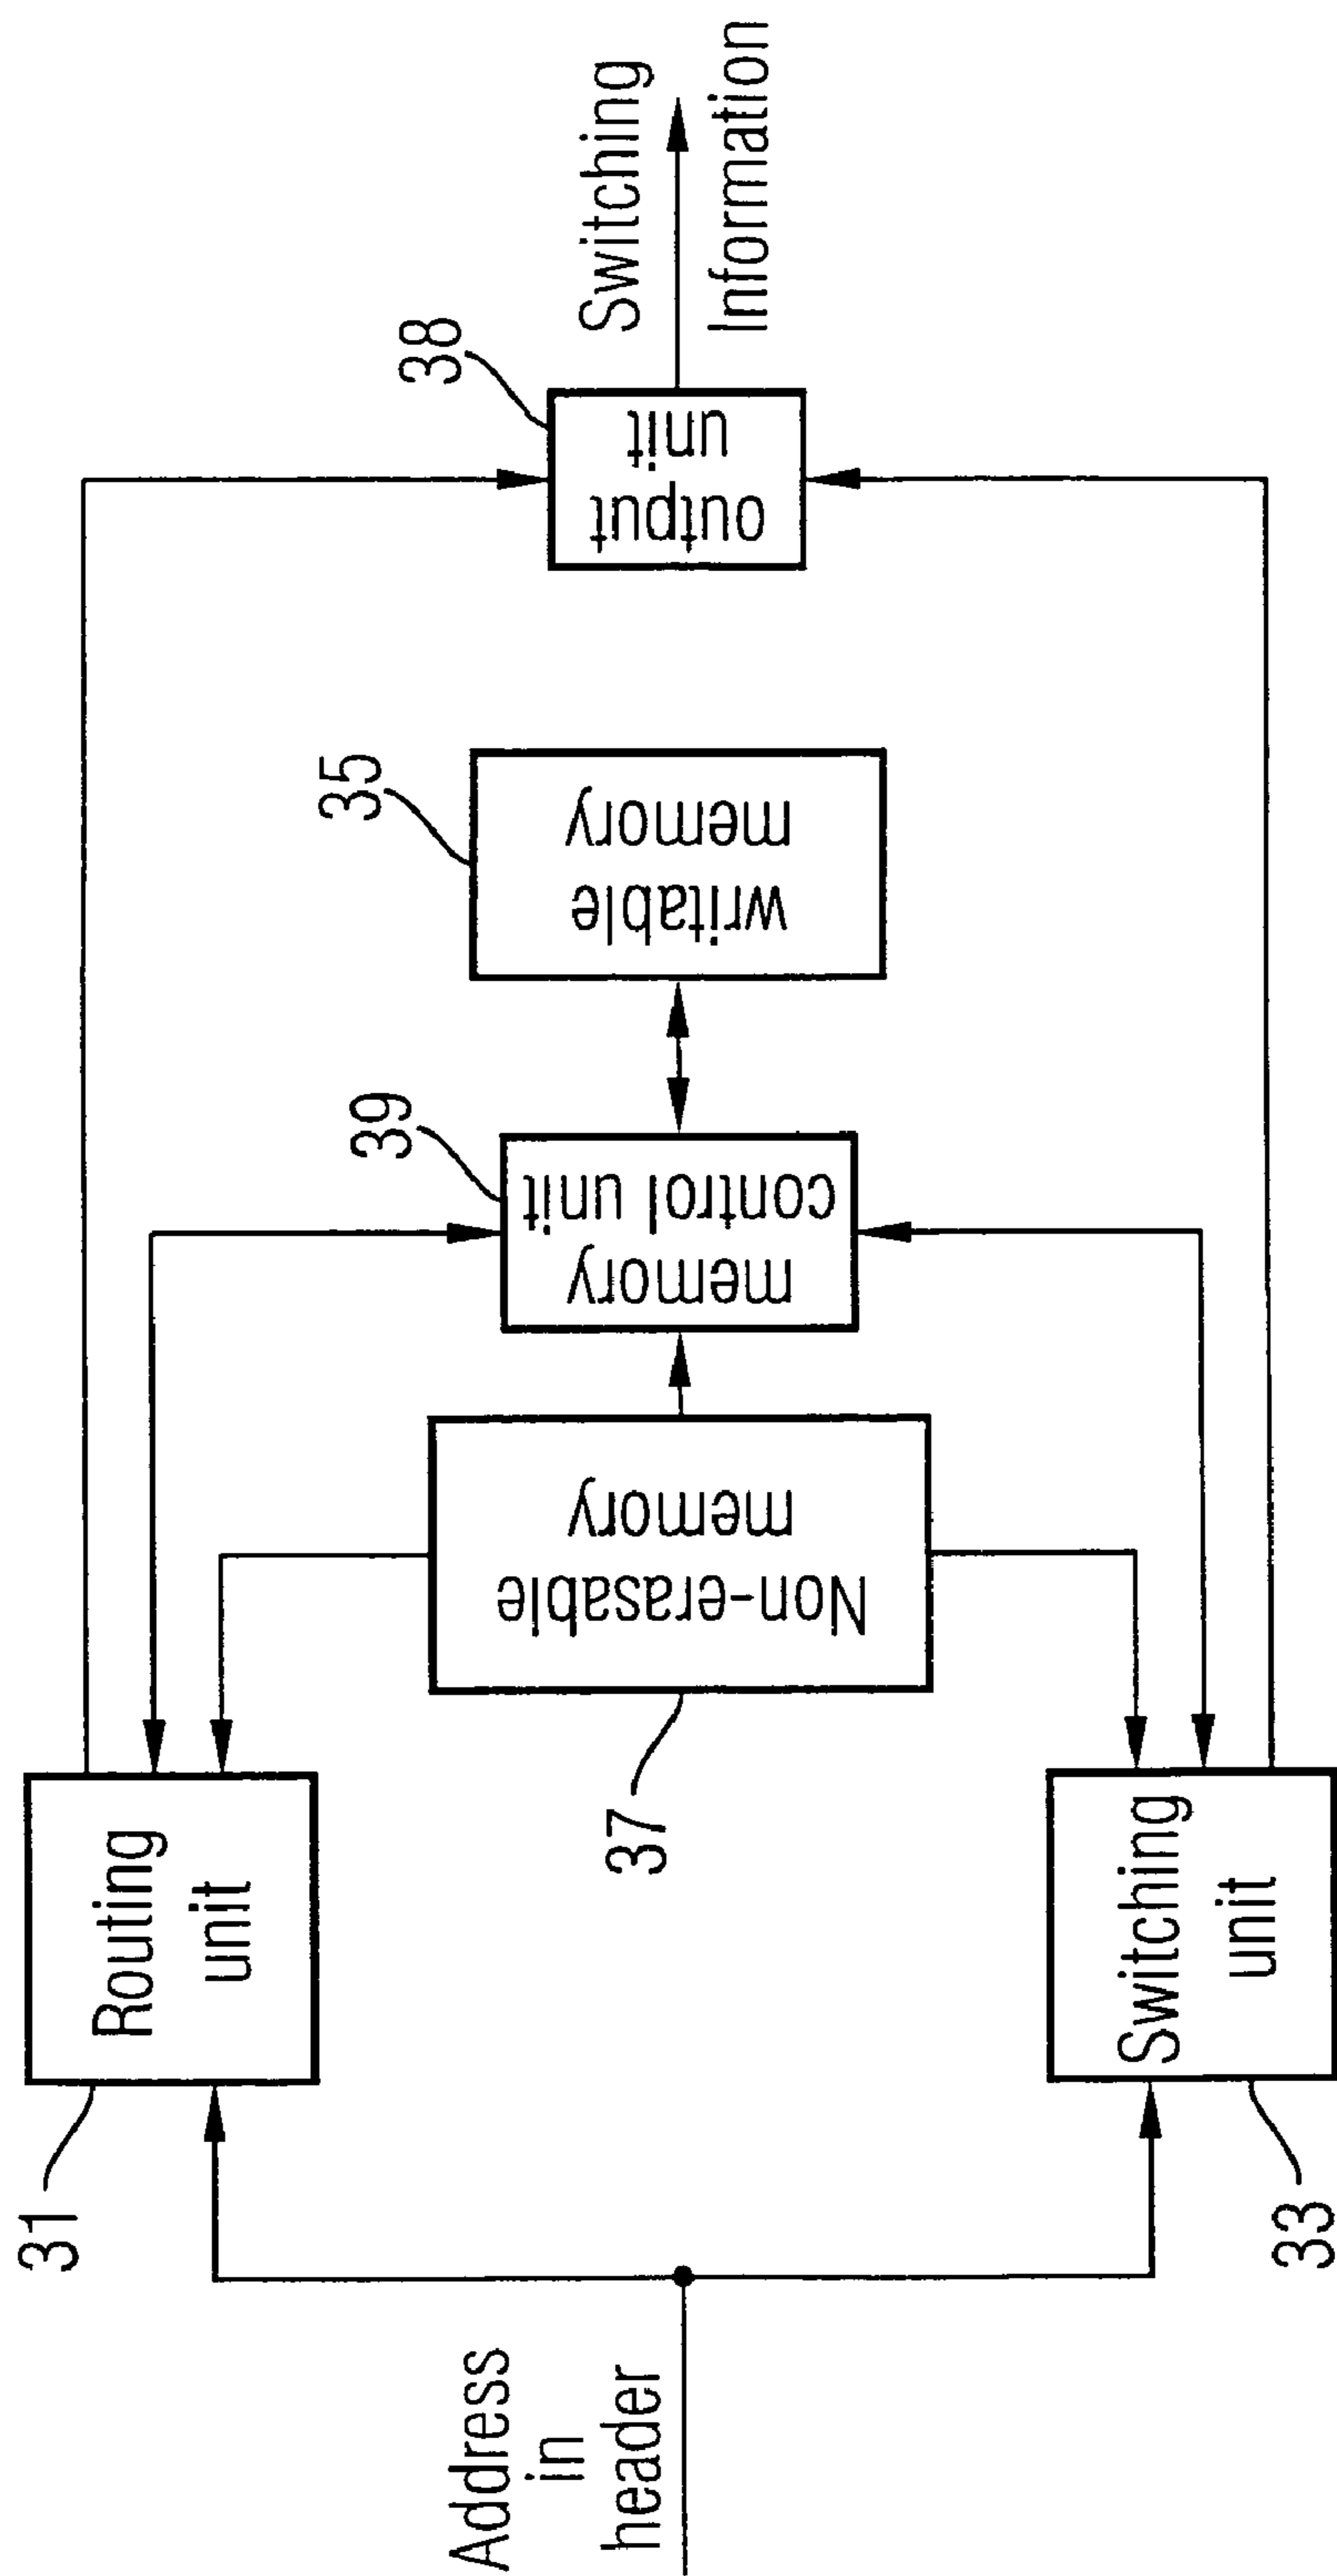 Address
in
header
31
Routing
unit
33
Switching
unit
37
Non-erasable
memory
39
memory
control unit
35
writable
memory
38
output
unit
Switching
Information